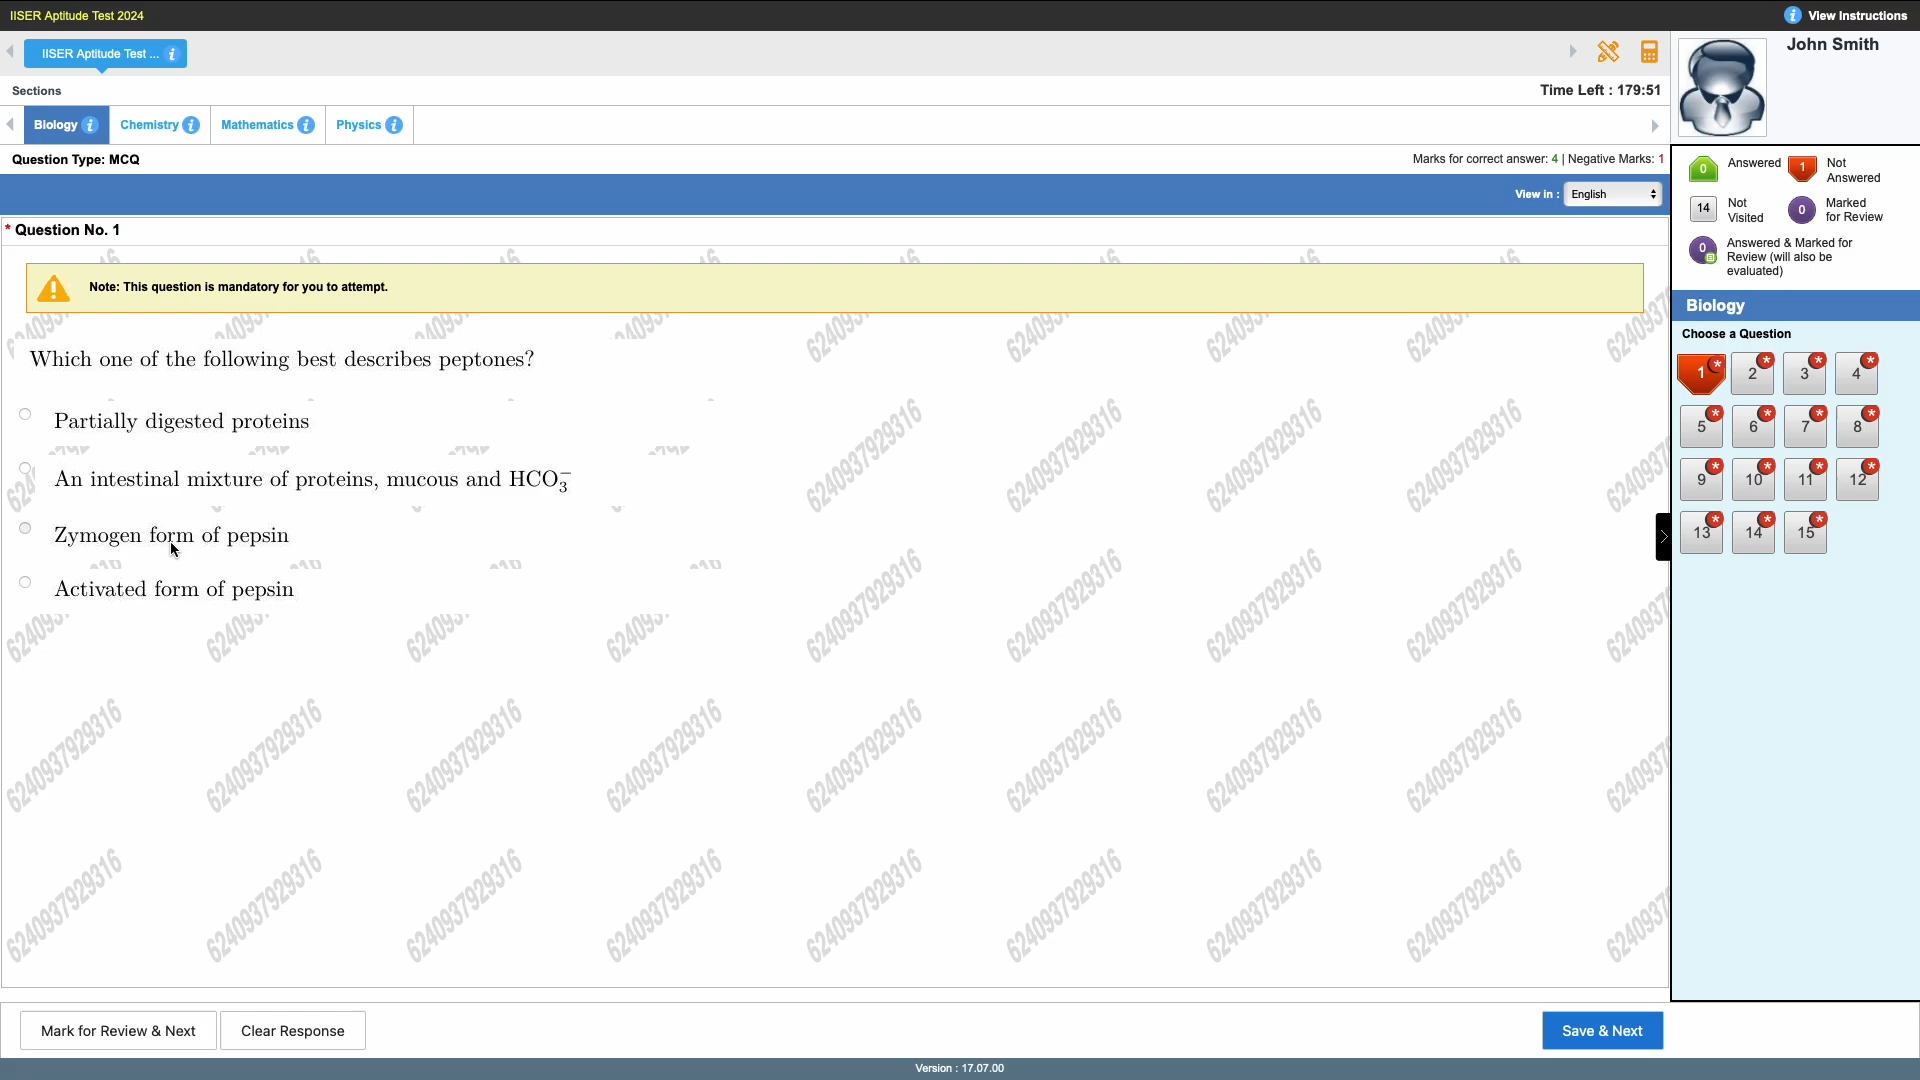 IISER Aptitude Test 2024
View Instructions
IISER Aptitude Test ...
John Smith
Sections
Time Left : 179:51
Biology
Chemistry
Mathematics
Physics
Question Type: MCQ
Marks for correct answer: 4 | Negative Marks: 1
View in : English
0 Answered
1 Not Answered
14 Not Visited
0 Marked for Review
0 Answered & Marked for Review (will also be evaluated)
* Question No. 1
Note: This question is mandatory for you to attempt.
Which one of the following best describes peptones?
Partially digested proteins
An intestinal mixture of proteins, mucous and HCO₃⁻
Zymogen form of pepsin
Activated form of pepsin
6240937929316
Biology
Choose a Question
1* 2* 3* 4*
5* 6* 7* 8*
9* 10* 11* 12*
13* 14* 15*
Mark for Review & Next
Clear Response
Save & Next
Version : 17.07.00